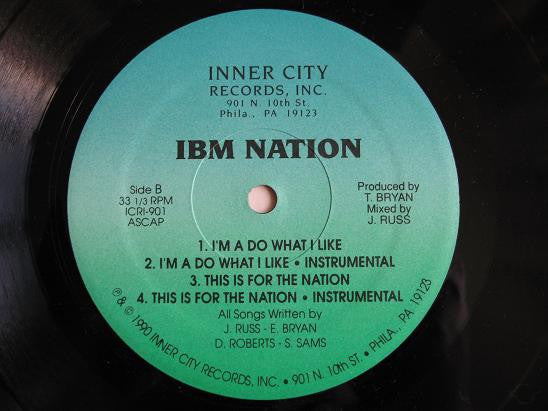 INNER CITY
RECORDS, INC.
901 N. 10th St.
Phila., PA 19123
IBM NATION
Side B
33 1/3 RPM
ICRI-901
ASCAP
Produced by
T. BRYAN
Mixed by
J. RUSS
1. I'M A DO WHAT I LIKE
2. I'M A DO WHAT I LIKE • INSTRUMENTAL
3. THIS IS FOR THE NATION
4. THIS IS FOR THE NATION • INSTRUMENTAL
All Songs Written by
J. RUSS - E. BRYAN
D. ROBERTS - S. SAMS
℗ & © 1990 INNER CITY RECORDS, INC. • 901 N. 10th ST. • PHILA., PA 19123